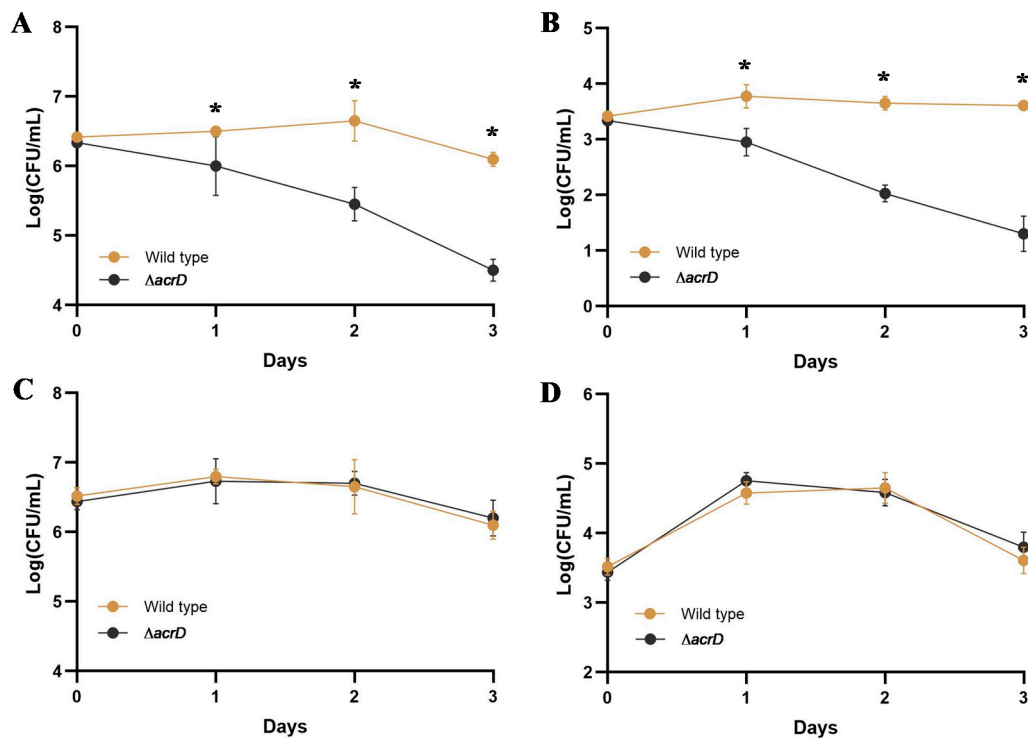 A
Log(CFU/mL)
8
7
6
5
4
* * *
Wild type
ΔacrD
0 1 2 3
Days
B
Log(CFU/mL)
5
4
3
2
1
0
* * *
Wild type
ΔacrD
0 1 2 3
Days
C
Log(CFU/mL)
8
7
6
5
4
Wild type
ΔacrD
0 1 2 3
Days
D
Log(CFU/mL)
6
5
4
3
2
Wild type
ΔacrD
0 1 2 3
Days